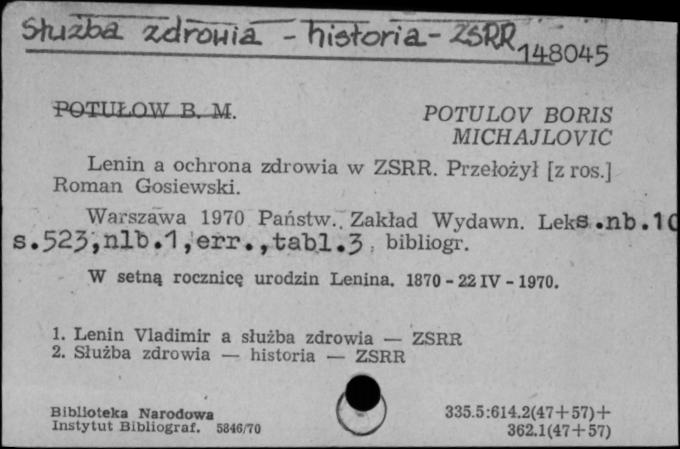 Służba zdrowia - historia - ZSRR
148045
POTUŁOW B. M.
POTULOV BORIS
MICHAJLOVIC
Lenin a ochrona zdrowia w ZSRR. Przełożył [z ros.]
Roman Gosiewski.
Warszawa 1970 Państw. Zakład Wydawn. Leks.nb.10
s.523,nlb.1,err.,tabl.3, bibliogr.
W setną rocznicę urodzin Lenina. 1870 - 22 IV - 1970.
1. Lenin Vladimir a służba zdrowia — ZSRR
2. Służba zdrowia — historia — ZSRR
Biblioteka Narodowa
Instytut Bibliograf. 5846/70
335.5:614.2(47+57)+
362.1(47+57)